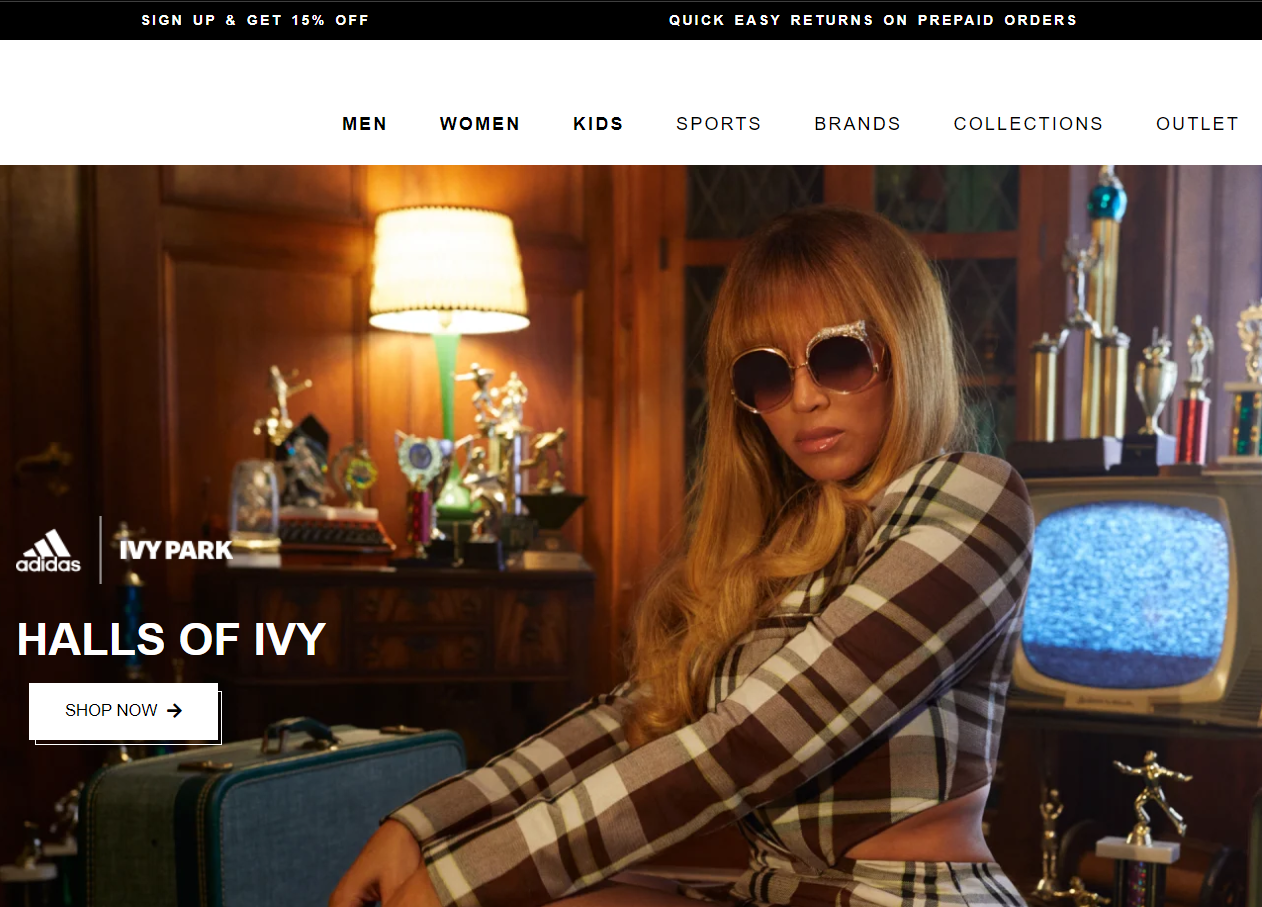 SIGN UP & GET 15% OFF
QUICK EASY RETURNS ON PREPAID ORDERS
MEN WOMEN KIDS SPORTS BRANDS COLLECTIONS OUTLET
adidas
IVY PARK
HALLS OF IVY
SHOP NOW →